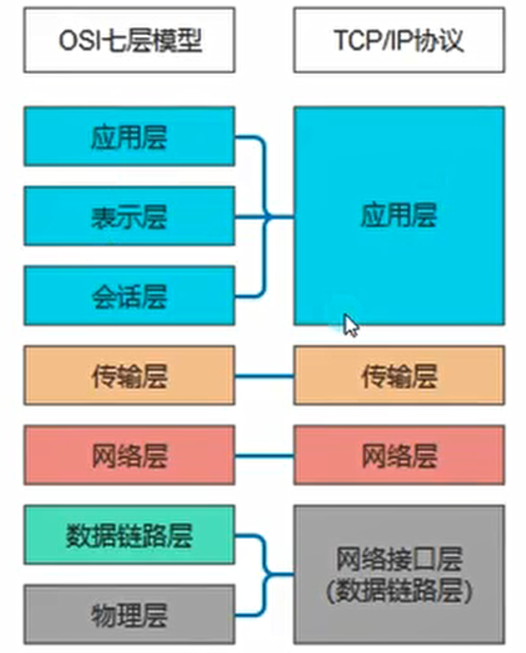 OSI七层模型
TCP/IP协议
应用层
表示层
会话层
应用层
传输层
传输层
网络层
网络层
数据链路层
物理层
网络接口层
(数据链路层)